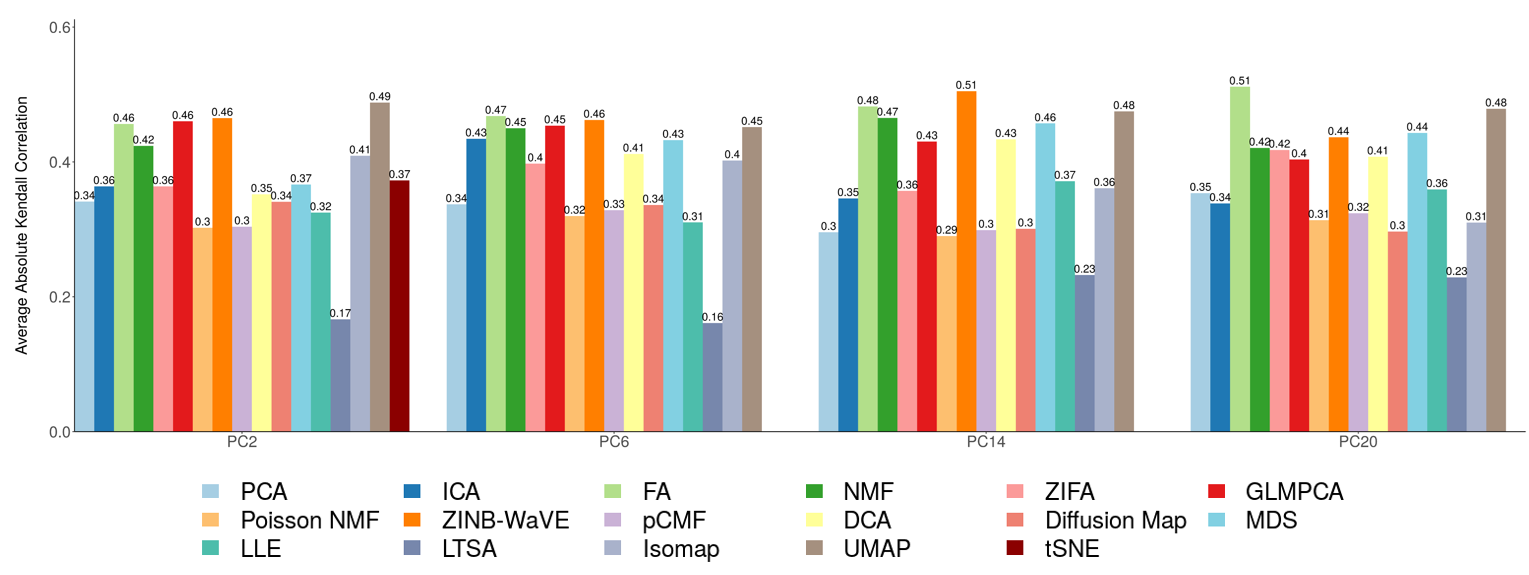 Average Absolute Kendall Correlation
0.6
0.4
0.2
0.0
0.34 0.36 0.46 0.42 0.36 0.46 0.3 0.46 0.3 0.35 0.34 0.37 0.32 0.17 0.41 0.49 0.37
0.34 0.43 0.47 0.45 0.4 0.45 0.32 0.46 0.33 0.41 0.34 0.43 0.31 0.16 0.4 0.45
0.3 0.35 0.48 0.47 0.36 0.43 0.29 0.51 0.3 0.43 0.3 0.46 0.37 0.23 0.36 0.48
0.35 0.34 0.51 0.42 0.42 0.4 0.31 0.44 0.32 0.41 0.3 0.44 0.36 0.23 0.31 0.48
PC2 PC6 PC14 PC20
PCA ICA FA NMF ZIFA GLMPCA
Poisson NMF ZINB-WaVE pCMF DCA Diffusion Map MDS
LLE LTSA Isomap UMAP tSNE